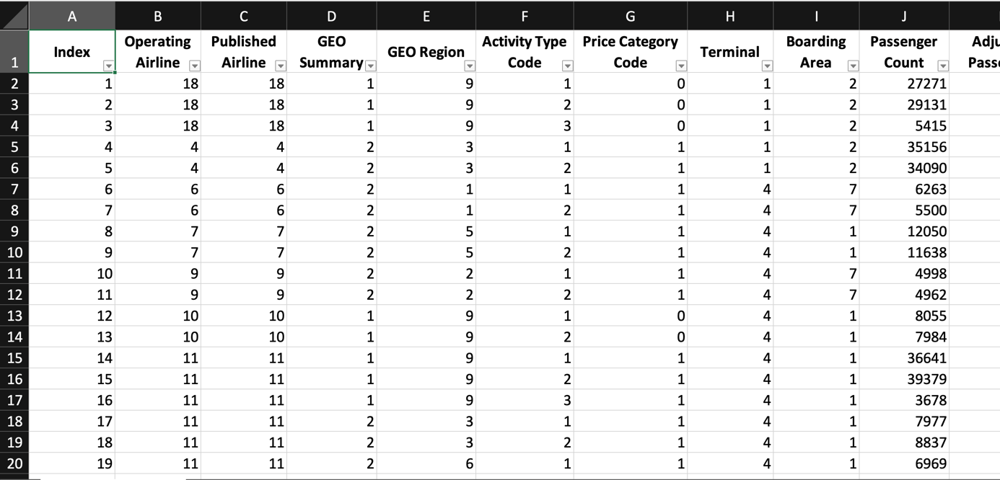 A B C D E F G H I J
1 Index Operating Airline Published Airline GEO Summary GEO Region Activity Type Code Price Category Code Terminal Boarding Area Passenger Count
2 1 18 18 1 9 1 0 1 2 27271
3 2 18 18 1 9 2 0 1 2 29131
4 3 18 18 1 9 3 0 1 2 5415
5 4 4 4 2 3 1 1 1 2 35156
6 5 4 4 2 3 2 1 1 2 34090
7 6 6 6 2 1 1 1 4 7 6263
8 7 6 6 2 1 2 1 4 7 5500
9 8 7 7 2 5 1 1 4 1 12050
10 9 7 7 2 5 2 1 4 1 11638
11 10 9 9 2 2 1 1 4 7 4998
12 11 9 9 2 2 2 1 4 7 4962
13 12 10 10 1 9 1 0 4 1 8055
14 13 10 10 1 9 2 0 4 1 7984
15 14 11 11 1 9 1 1 4 1 36641
16 15 11 11 1 9 2 1 4 1 39379
17 16 11 11 1 9 3 1 4 1 3678
18 17 11 11 2 3 1 1 4 1 7977
19 18 11 11 2 3 2 1 4 1 8837
20 19 11 11 2 6 1 1 4 1 6969